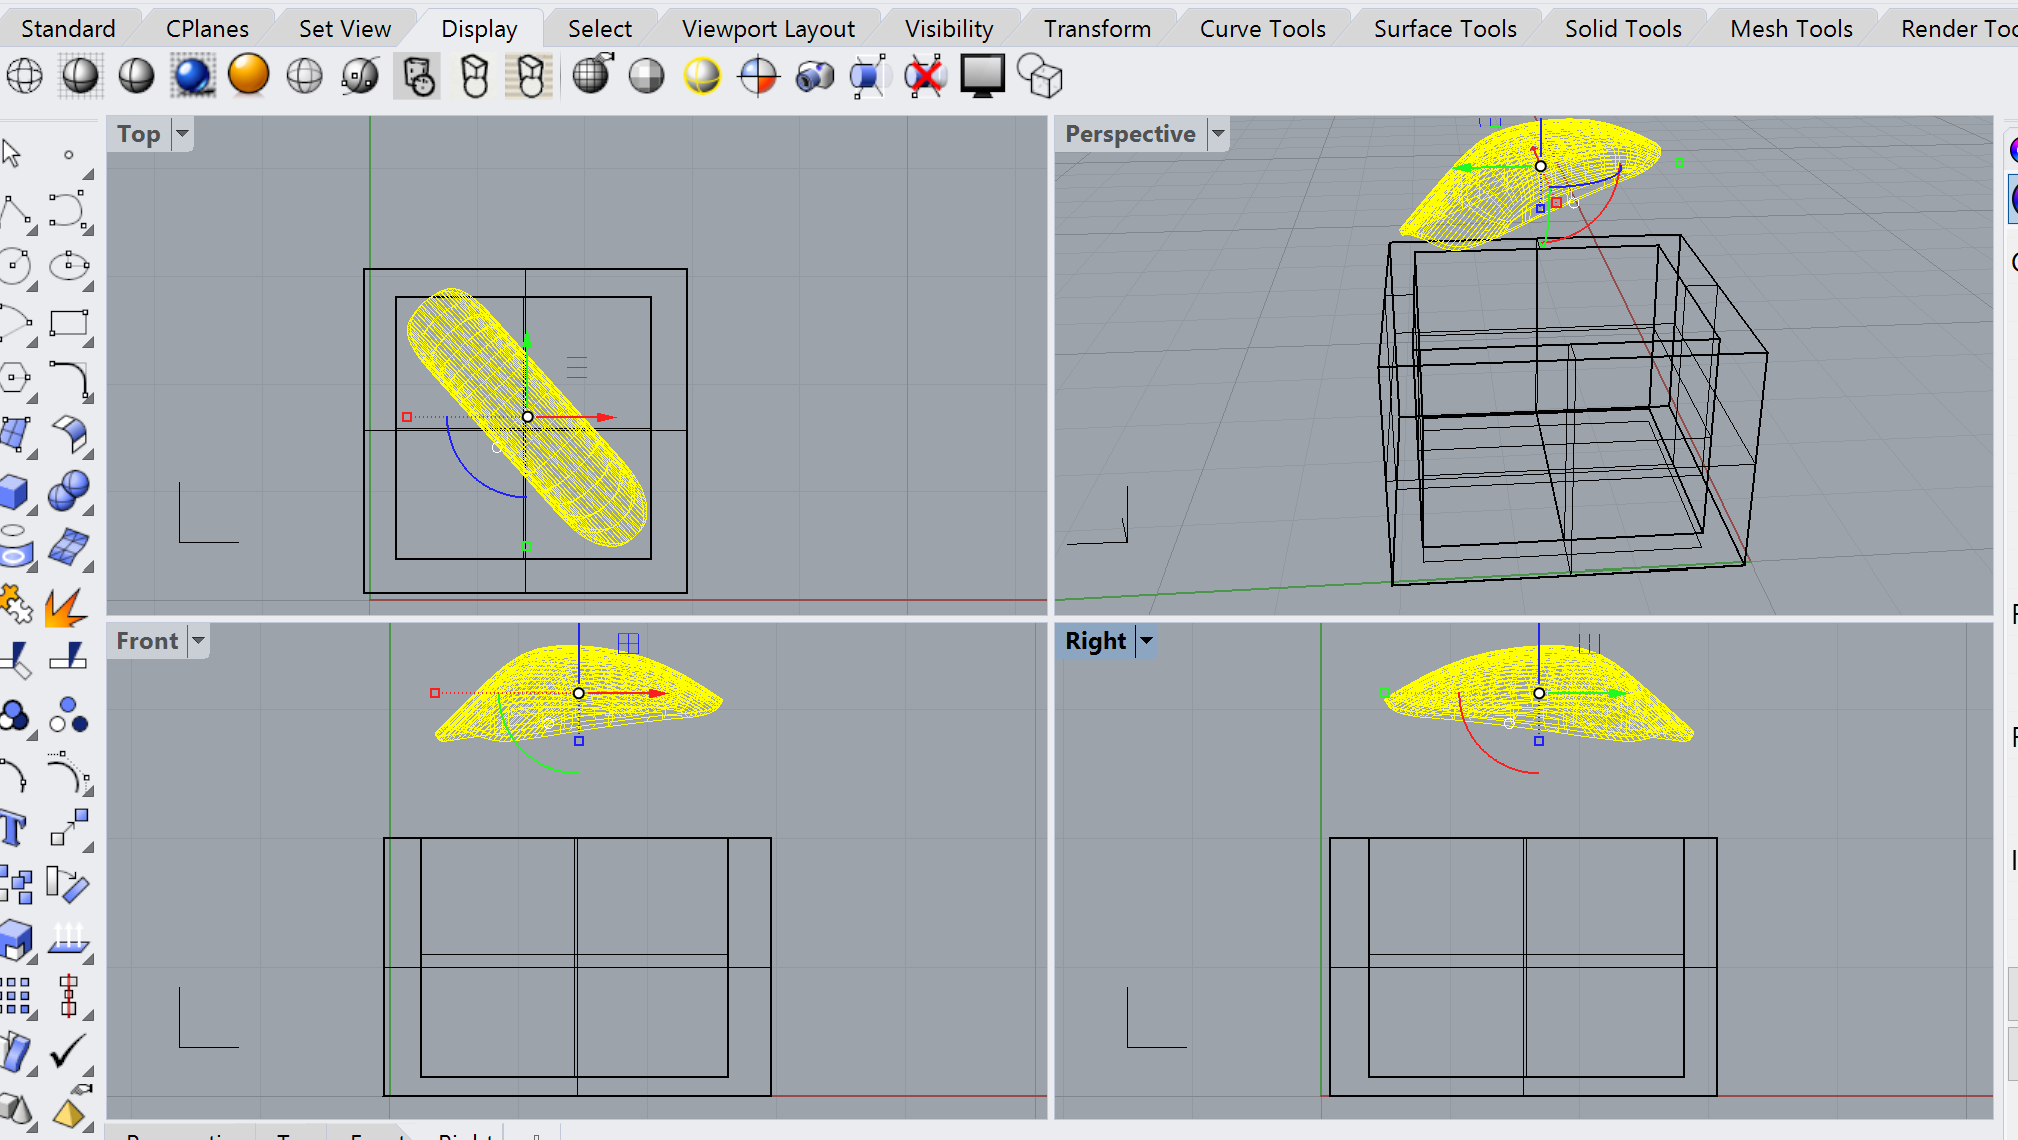 Standard CPlanes Set View Display Select Viewport Layout Visibility Transform Curve Tools Surface Tools Solid Tools Mesh Tools Render
Top
Perspective
Front
Right